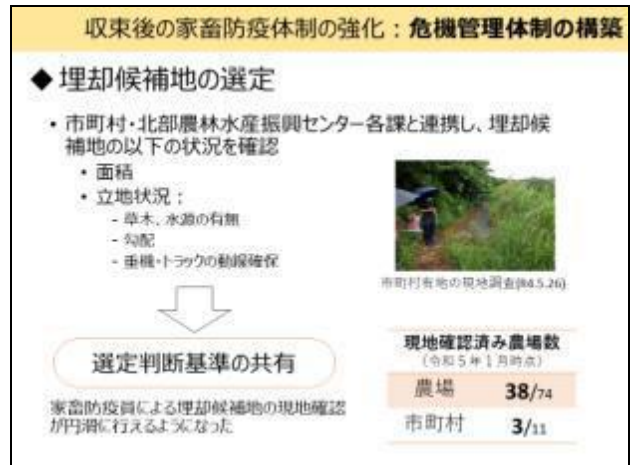 収束後の家畜防疫体制の強化：危機管理体制の構築
◆埋却候補地の選定
・市町村・北部農林水産振興センター各課と連携し、埋却候
補地の以下の状況を確認
・面積
・立地状況：
- 草木、水源の有無
- 勾配
- 重機・トラックの動線確保
市町村有地の現地調査(R4.5.26)
選定判断基準の共有
家畜防疫員による埋却候補地の現地確認
が円滑に行えるようになった
現地確認済み農場数
（令和5年1月時点）
農場 38/74
市町村 3/11